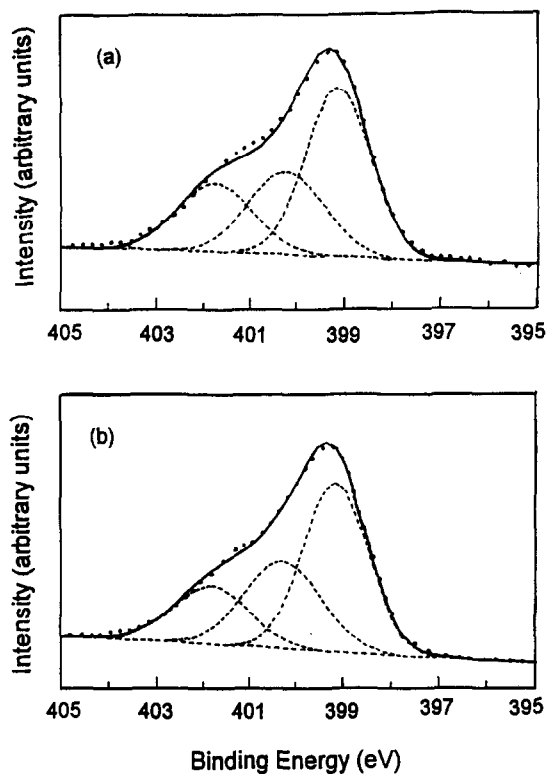 (a)
Intensity (arbitrary units)
405 403 401 399 397 395
(b)
Intensity (arbitrary units)
405 403 401 399 397 395
Binding Energy (eV)